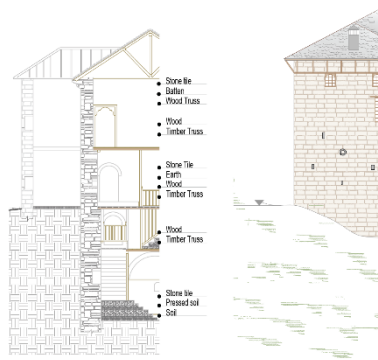 Stone tile
Batten
Wood Truss
Wood
Timber Truss
Stone Tile
Earth
Wood
Timber Truss
Wood
Timber Truss
Stone tile
Pressed soil
Soil